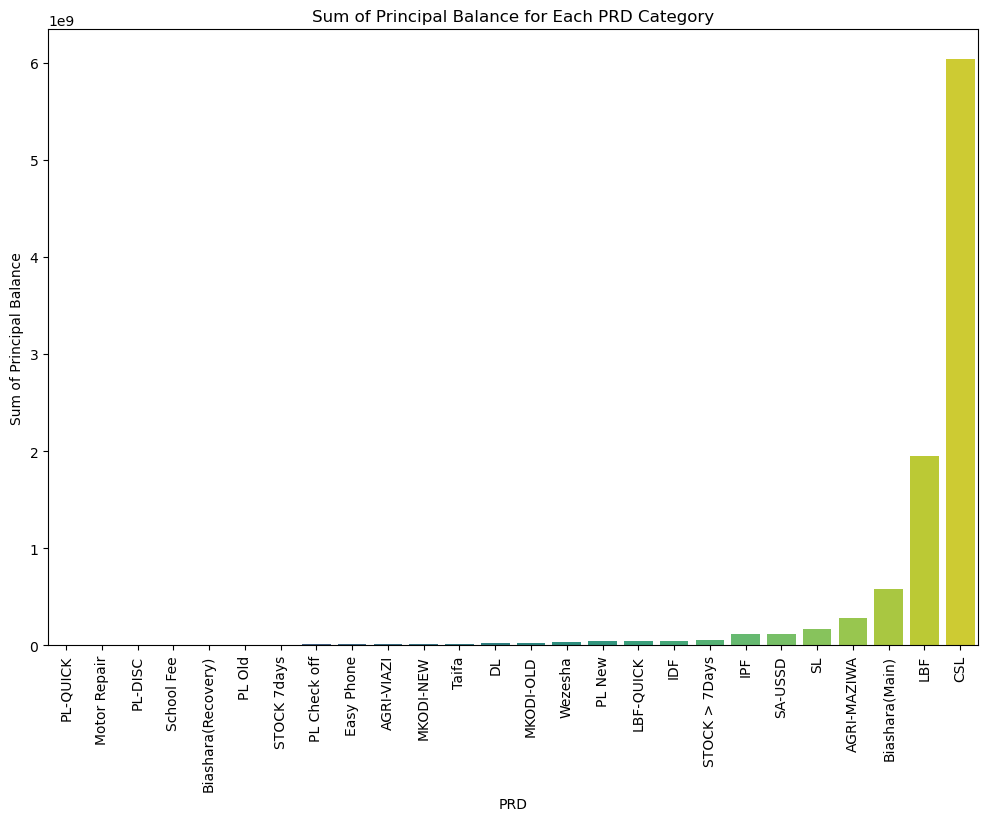 Sum of Principal Balance for Each PRD Category
1e9
6
5
4
3
2
1
0
Sum of Principal Balance
PL-QUICK
Motor Repair
PL-DISC
School Fee
Biashara(Recovery)
PL Old
STOCK 7days
PL Check off
Easy Phone
AGRI-VIAZI
MKODI-NEW
Taifa
DL
MKODI-OLD
Wezesha
PL New
LBF-QUICK
IDF
STOCK > 7Days
IPF
SA-USSD
SL
AGRI-MAZIWA
Biashara(Main)
LBF
CSL
PRD